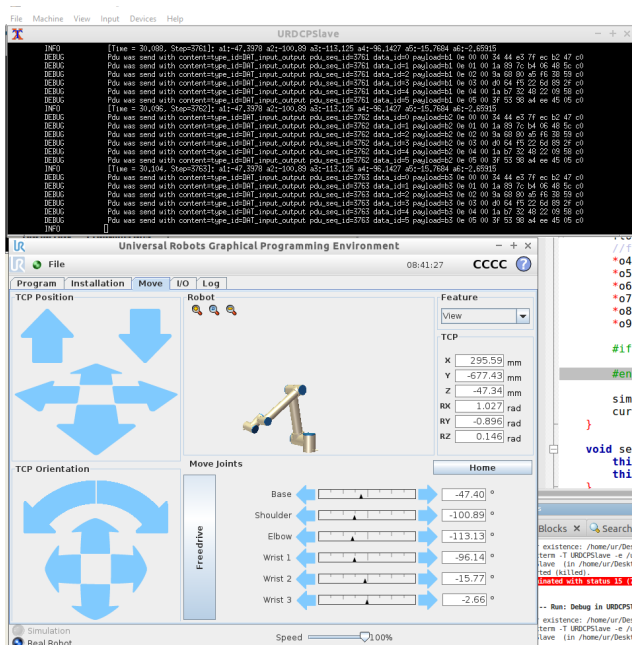 File Machine View Input Devices Help
URDCPSlave
INFO [Time = 30,088, Step=3761]: a1:-47,3978 a2:-100,89 a3:-113,125 a4:-96,1427 a5:-15,7684 a6:-2,65915
DEBUG Pdu was send with content=type_id=DAT_input_output pdu_seq_id=3761 data_id=0 payload=b1 0e 00 00 34 44 e3 7f ec b2 47 c0
DEBUG Pdu was send with content=type_id=DAT_input_output pdu_seq_id=3761 data_id=1 payload=b1 0e 01 00 1a 89 7c b4 06 48 5c c0
DEBUG Pdu was send with content=type_id=DAT_input_output pdu_seq_id=3761 data_id=2 payload=b1 0e 02 00 9a 68 80 a5 f6 38 59 c0
DEBUG Pdu was send with content=type_id=DAT_input_output pdu_seq_id=3761 data_id=3 payload=b1 0e 03 00 d0 64 f5 22 6d 89 2f c0
DEBUG Pdu was send with content=type_id=DAT_input_output pdu_seq_id=3761 data_id=4 payload=b1 0e 04 00 1a b7 32 48 22 09 58 c0
DEBUG Pdu was send with content=type_id=DAT_input_output pdu_seq_id=3761 data_id=5 payload=b1 0e 05 00 3f 53 98 a4 ee 45 05 c0
INFO [Time = 30,096, Step=3762]: a1:-47,3978 a2:-100,89 a3:-113,125 a4:-96,1427 a5:-15,7684 a6:-2,65915
DEBUG Pdu was send with content=type_id=DAT_input_output pdu_seq_id=3762 data_id=0 payload=b2 0e 00 00 34 44 e3 7f ec b2 47 c0
DEBUG Pdu was send with content=type_id=DAT_input_output pdu_seq_id=3762 data_id=1 payload=b2 0e 01 00 1a 89 7c b4 06 48 5c c0
DEBUG Pdu was send with content=type_id=DAT_input_output pdu_seq_id=3762 data_id=2 payload=b2 0e 02 00 9a 68 80 a5 f6 38 59 c0
DEBUG Pdu was send with content=type_id=DAT_input_output pdu_seq_id=3762 data_id=3 payload=b2 0e 03 00 d0 64 f5 22 6d 89 2f c0
DEBUG Pdu was send with content=type_id=DAT_input_output pdu_seq_id=3762 data_id=4 payload=b2 0e 04 00 1a b7 32 48 22 09 58 c0
DEBUG Pdu was send with content=type_id=DAT_input_output pdu_seq_id=3762 data_id=5 payload=b2 0e 05 00 3f 53 98 a4 ee 45 05 c0
INFO [Time = 30,104, Step=3763]: a1:-47,3978 a2:-100,89 a3:-113,125 a4:-96,1427 a5:-15,7684 a6:-2,65915
DEBUG Pdu was send with content=type_id=DAT_input_output pdu_seq_id=3763 data_id=0 payload=b3 0e 00 00 34 44 e3 7f ec b2 47 c0
DEBUG Pdu was send with content=type_id=DAT_input_output pdu_seq_id=3763 data_id=1 payload=b3 0e 01 00 1a 89 7c b4 06 48 5c c0
DEBUG Pdu was send with content=type_id=DAT_input_output pdu_seq_id=3763 data_id=2 payload=b3 0e 02 00 9a 68 80 a5 f6 38 59 c0
DEBUG Pdu was send with content=type_id=DAT_input_output pdu_seq_id=3763 data_id=3 payload=b3 0e 03 00 d0 64 f5 22 6d 89 2f c0
DEBUG Pdu was send with content=type_id=DAT_input_output pdu_seq_id=3763 data_id=4 payload=b3 0e 04 00 1a b7 32 48 22 09 58 c0
DEBUG Pdu was send with content=type_id=DAT_input_output pdu_seq_id=3763 data_id=5 payload=b3 0e 05 00 3f 53 98 a4 ee 45 05 c0
INFO
Universal Robots Graphical Programming Environment
File 08:41:27 CCCC ?
Program Installation Move I/O Log
TCP Position
Robot
Feature
View
TCP
X 295.59 mm
Y -677.43 mm
Z -47.34 mm
RX 1.027 rad
RY -0.896 rad
RZ 0.146 rad
TCP Orientation
Move Joints
Home
Freedrive
Base -47.40 °
Shoulder -100.89 °
Elbow -113.13 °
Wrist 1 -96.14 °
Wrist 2 -15.77 °
Wrist 3 -2.66 °
Simulation
Real Robot
Speed 100%
//f
*o4
*o5
*o6
*o7
*o8
*o9
#if
#en
sim
cur
}
void se
thi
thi
}
Blocks Search
existence: /home/ur/Des
term -T URDCPSlave -e /u
Slave (in /home/ur/Deskt
ted (killed).
inated with status 15 (
-- Run: Debug in URDCPS
existence: /home/ur/Des
term -T URDCPSlave -e /u
Slave (in /home/ur/Deskt